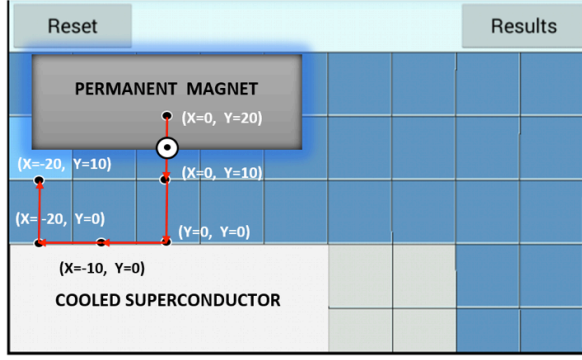 Reset
Results
PERMANENT MAGNET
(X=0, Y=20)
(X=-20, Y=10)
(X=0, Y=10)
(X=-20, Y=0)
(Y=0, Y=0)
(X=-10, Y=0)
COOLED SUPERCONDUCTOR